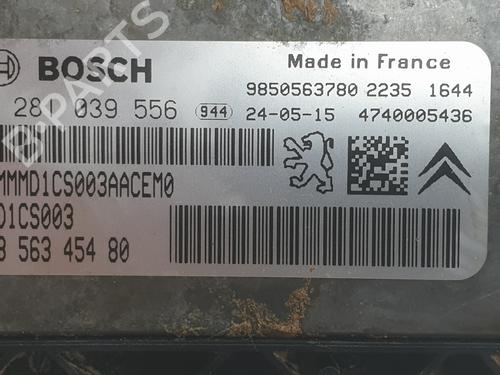 BOSCH
Made in France
9850563780 2235 1644
281 039 556 944 24-05-15 4740005436
MMMD1CS003AACEM0
D1CS003
8 563 454 80
B-PARTS